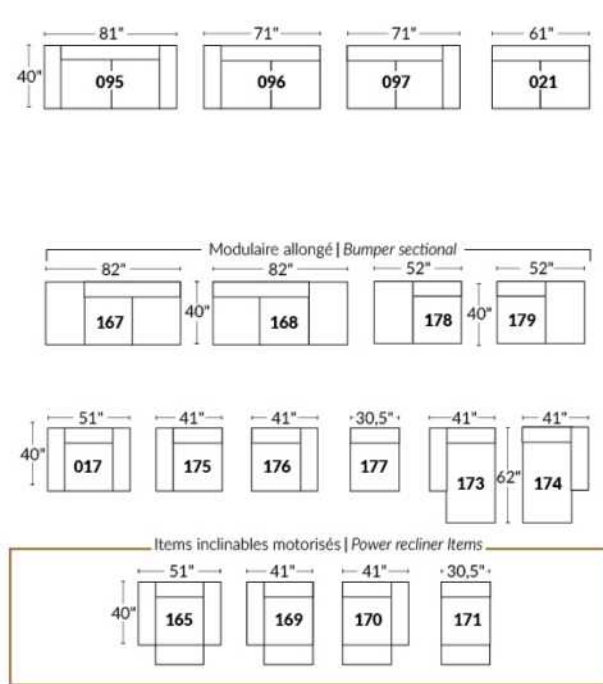 81" 71" 71" 61"
40" 095 096 097 021
Modulaire allongé | Bumper sectional
82" 82" 52" 52"
167 40" 168 178 40" 179
51" 41" 41" 30,5" 41" 41"
40" 017 175 176 177 173 62" 174
Items inclinables motorisés | Power recliner Items
51" 41" 41" 30,5"
40" 165 169 170 171